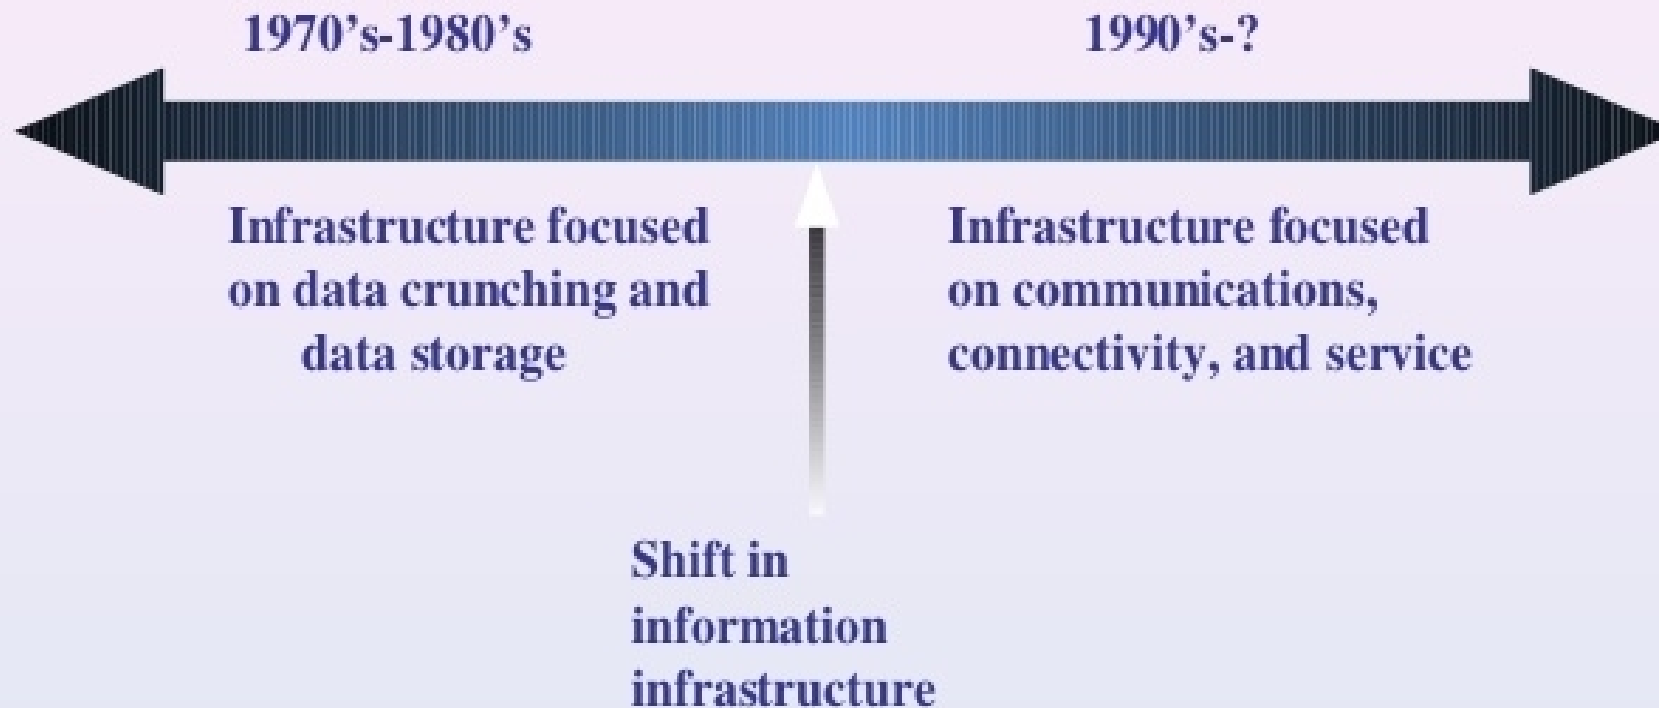 1970’s-1980’s
1990’s-?
Infrastructure focused
on data crunching and
data storage
Infrastructure focused
on communications,
connectivity, and service
Shift in
information
infrastructure